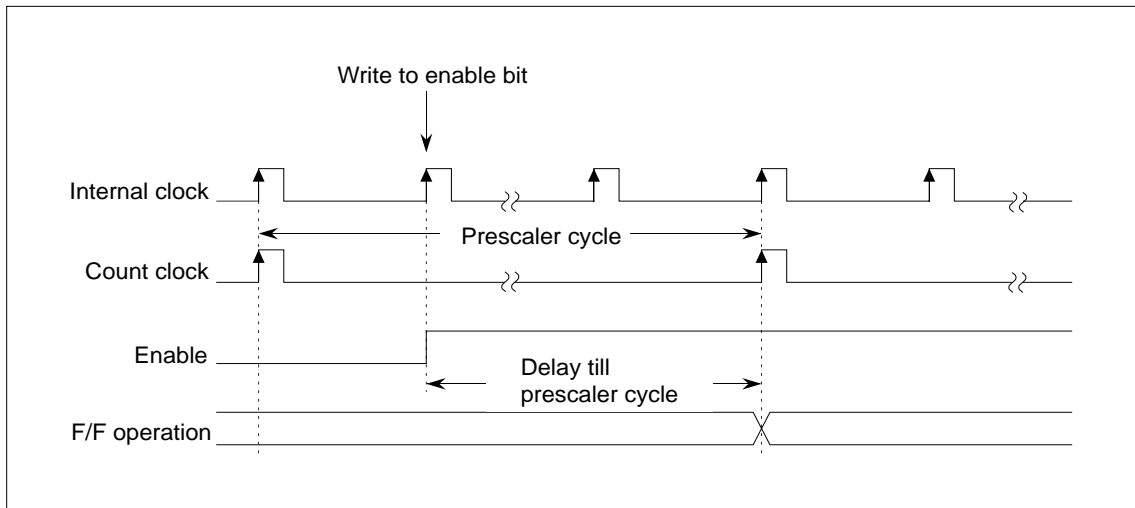 Write to enable bit
Internal clock
Prescaler cycle
Count clock
Enable
Delay till
prescaler cycle
F/F operation